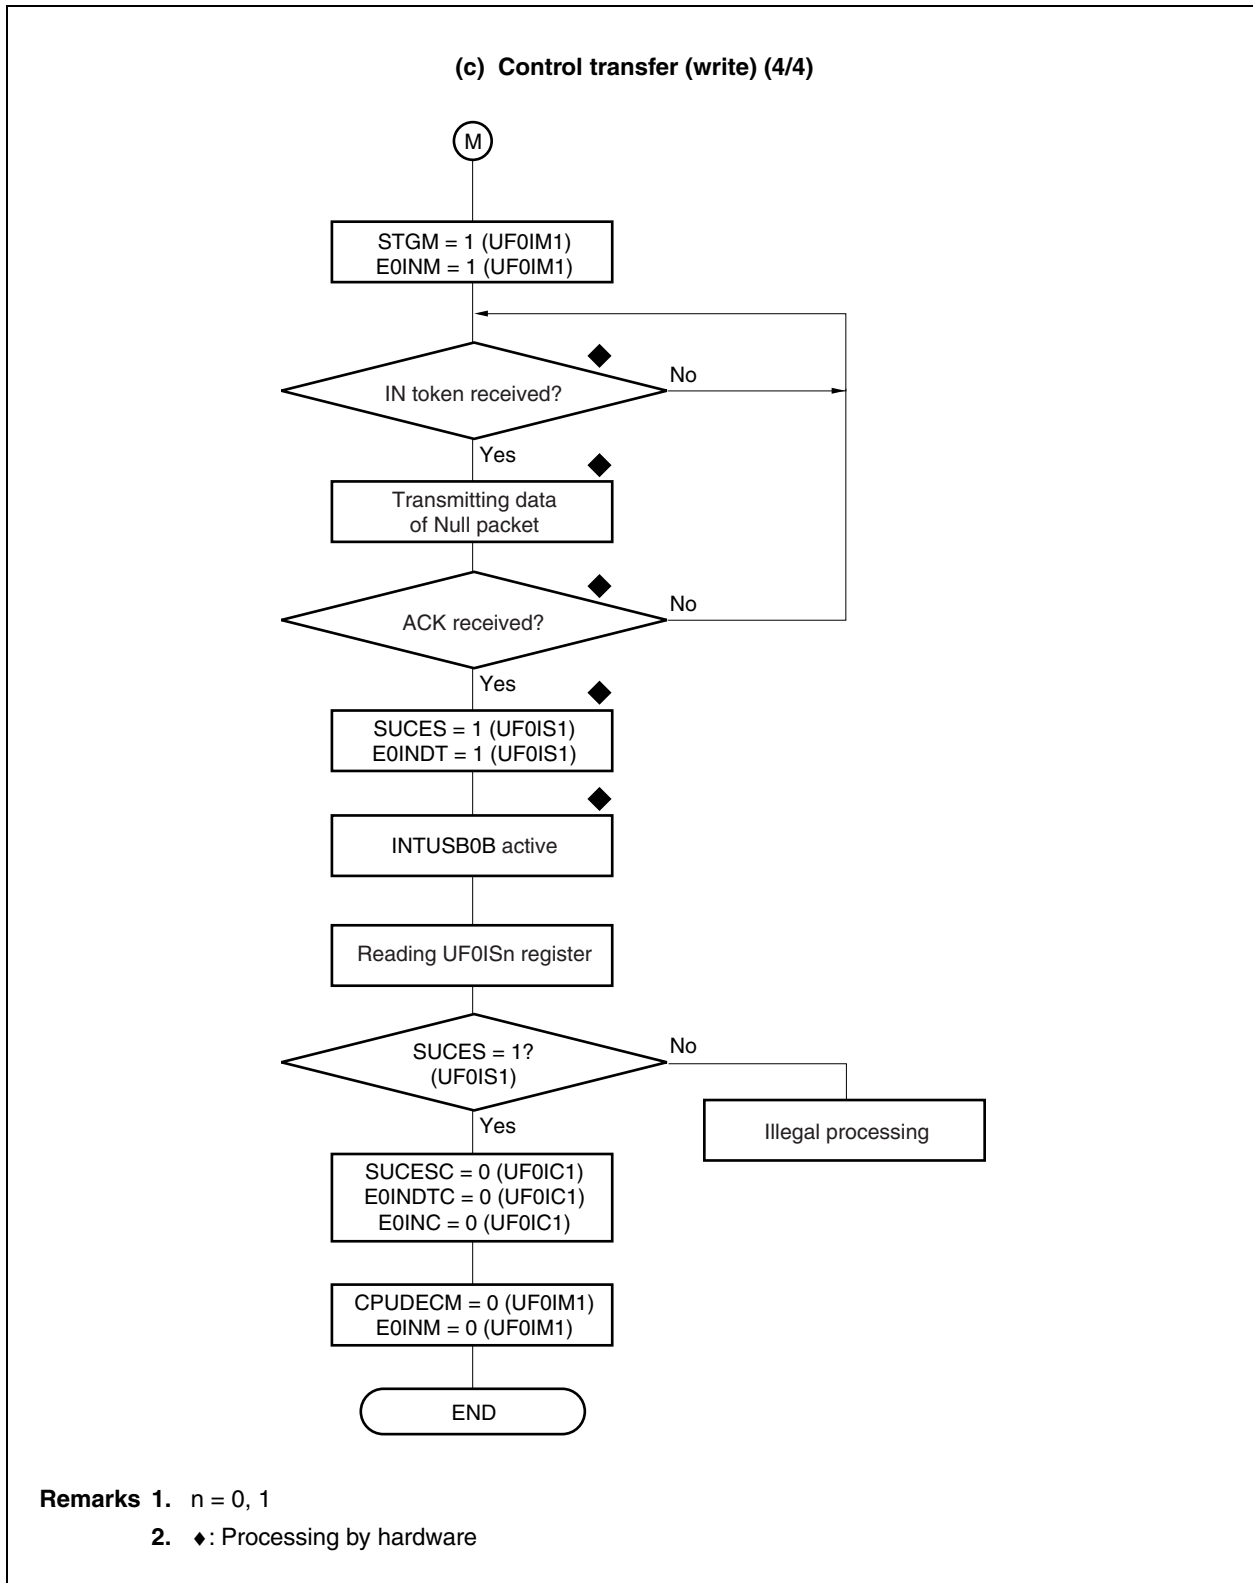 (c) Control transfer (write) (4/4)
M
STGM = 1 (UF0IM1)
E0INM = 1 (UF0IM1)
IN token received?
No
Yes
Transmitting data
of Null packet
ACK received?
No
Yes
SUCES = 1 (UF0IS1)
E0INDT = 1 (UF0IS1)
INTUSB0B active
Reading UF0ISn register
SUCES = 1?
(UF0IS1)
No
Yes
Illegal processing
SUCESC = 0 (UF0IC1)
E0INDTC = 0 (UF0IC1)
E0INC = 0 (UF0IC1)
CPUDECM = 0 (UF0IM1)
E0INM = 0 (UF0IM1)
END
Remarks 1. n = 0, 1
2. ♦: Processing by hardware